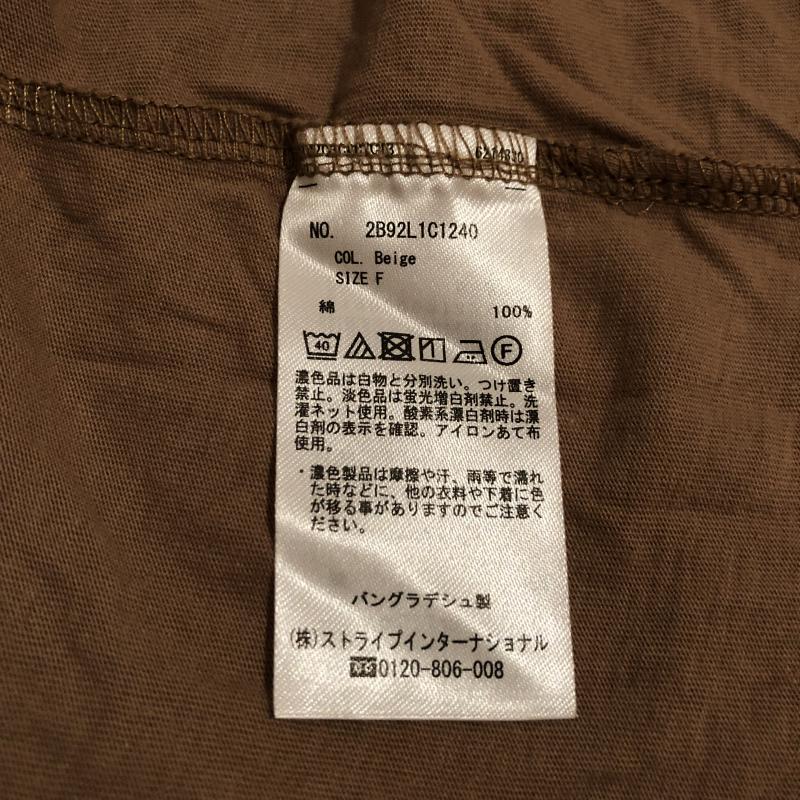 NO. 2B92L1C1240
COL. Beige
SIZE F
綿 100%
40 F
濃色品は白物と分別洗い。つけ置き
禁止。淡色品は蛍光増白剤禁止。洗
濯ネット使用。酸素系漂白剤時は漂
白剤の表示を確認。アイロンあて布
使用。
・濃色製品は摩擦や汗、雨等で濡れ
た時などに、他の衣料や下着に色
が移る事がありますのでご注意く
ださい。
バングラデシュ製
(株)ストライプインターナショナル
0120-806-008